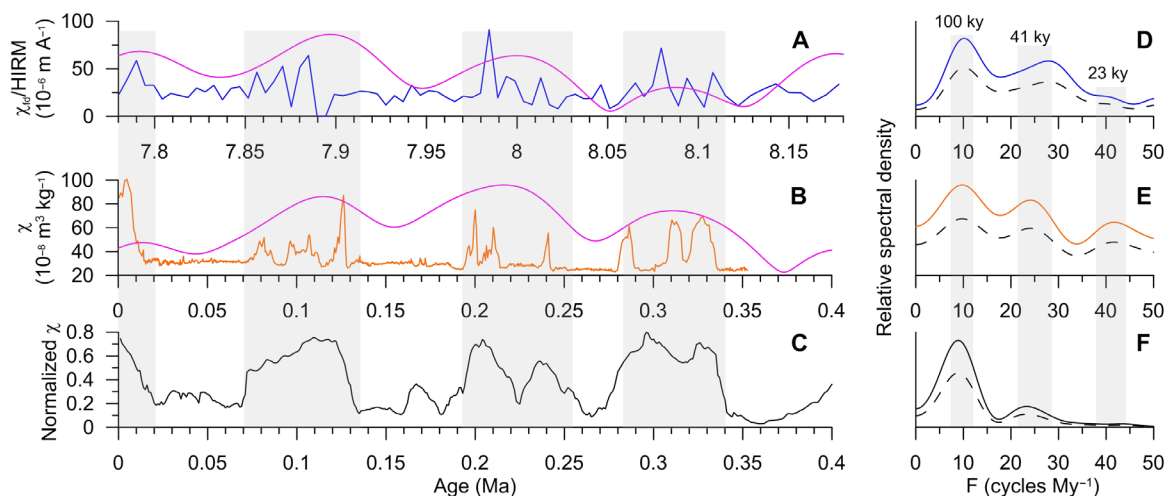 100
50
0
A
χfd/HIRM
(10⁻⁶ m A⁻¹)
7.8 7.85 7.9 7.95 8 8.05 8.1 8.15
100
80
60
40
20
B
χ
(10⁻⁸ m³ kg⁻¹)
0 0.05 0.1 0.15 0.2 0.25 0.3 0.35 0.4
0.8
0.6
0.4
0.2
0
C
Normalized χ
0 0.05 0.1 0.15 0.2 0.25 0.3 0.35 0.4
Age (Ma)
100 ky
41 ky
23 ky
D
0 10 20 30 40 50
E
Relative spectral density
0 10 20 30 40 50
F
0 10 20 30 40 50
F (cycles My⁻¹)